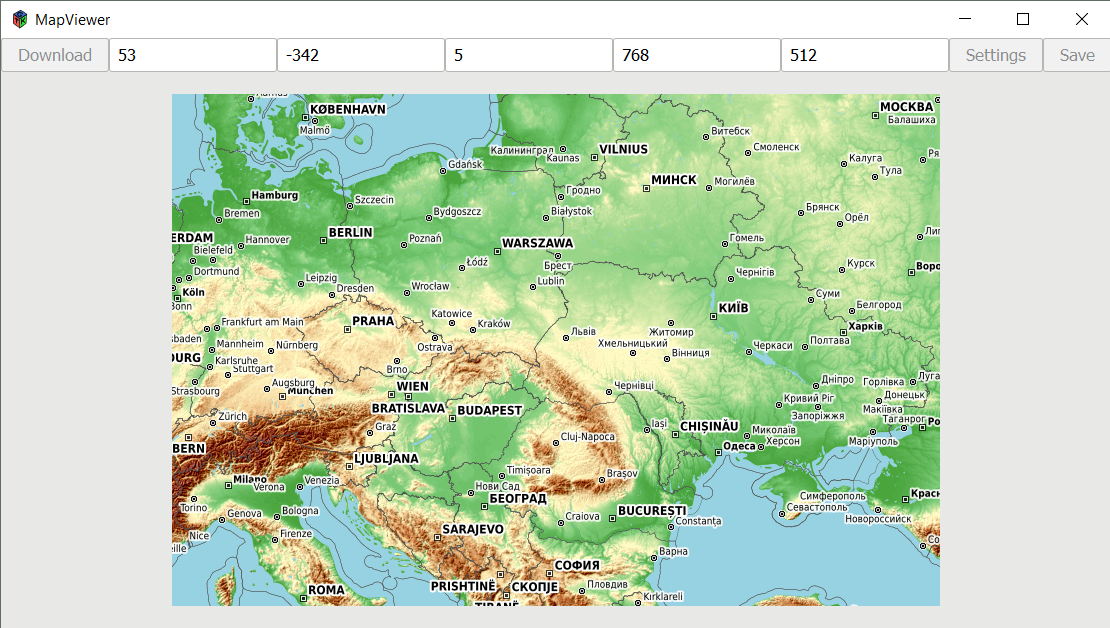 MapViewer
Download 53 -342 5 768 512 Settings Save
KØBENHAVN
Malmö
МОСКВА
Балашиха
Витебск
Смоленск
Калининград
Kaunas
VILNIUS
Калуга
Gdańsk
Тула
МИНСК
Могилёв
Гродно
Hamburg
Szczecin
Bremen
Bydgoszcz
Białystok
Брянск
Орёл
BERLIN
ERDAM
Hannover
Poznań
WARSZAWA
Гомель
Bielefeld
Łódź
Брест
Курск
Dortmund
Leipzig
Чернігів
Köln
Dresden
Wrocław
Lublin
Суми
Белгород
Bonn
КИЇВ
Katowice
Frankfurt am Main
PRAHA
Kraków
Львів
Житомир
Харків
Mannheim
Nürnberg
Ostrava
Хмельницький
Вінниця
Черкаси
Полтава
Karlsruhe
Stuttgart
Brno
Strasbourg
Augsburg
München
WIEN
Чернівці
Дніпро
Горлівка
Донецьк
BRATISLAVA
BUDAPEST
Кривий Ріг
Запоріжжя
Макіївка
Таганрог
Zürich
Graz
Iași
CHIȘINĂU
Миколаїв
Херсон
Маріуполь
BERN
LJUBLJANA
Cluj-Napoca
Одеса
Milano
Verona
Venezia
Timișoara
Brașov
Нови Сад
БЕОГРАД
Симферополь
Севастополь
Torino
Genova
Bologna
Craiova
BUCUREȘTI
Constanța
Новороссийск
Nice
Firenze
SARAJEVO
Варна
СОФИЯ
PRISHTINË
СКОПЈЕ
Пловдив
ROMA
Kırklareli
TIRANË